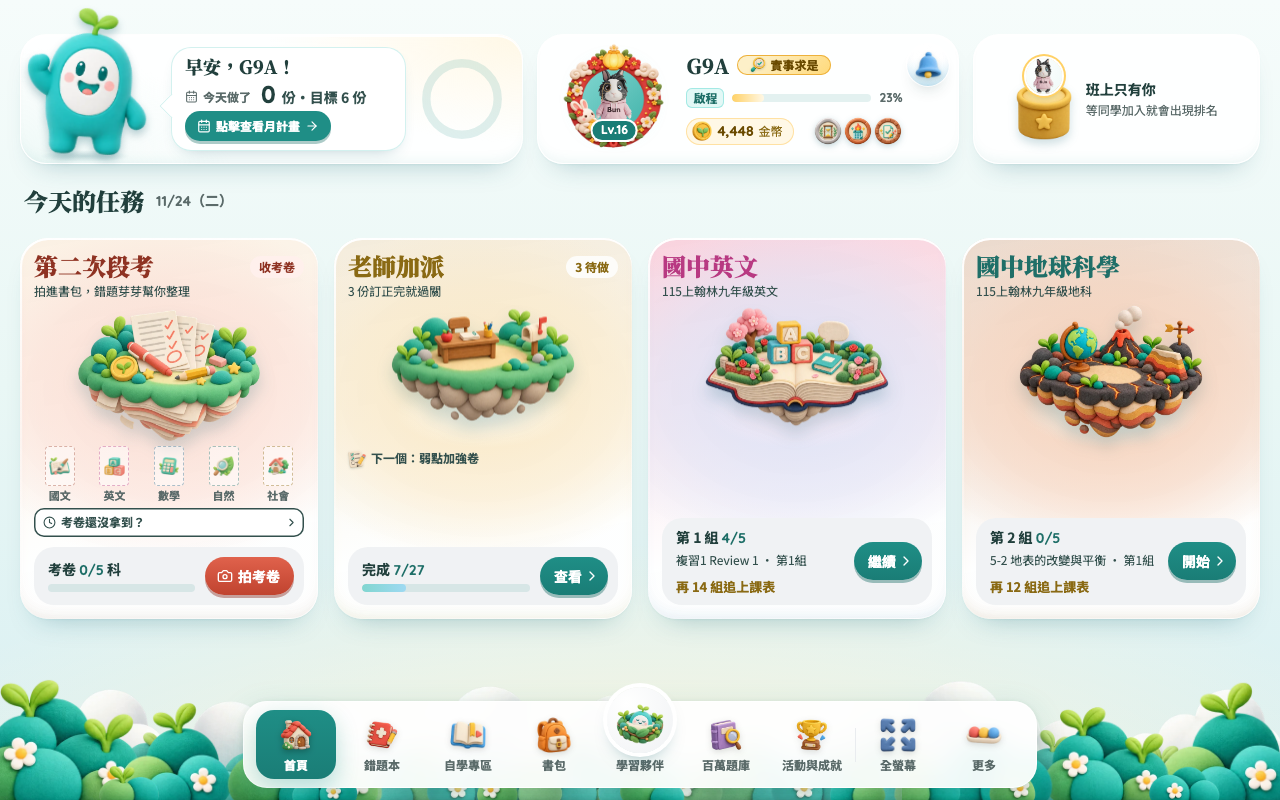 早安，G9A！
今天做了 0 份・目標 6 份
點擊查看月計畫
Bun
Lv.16
G9A
實事求是
啟程
23%
4,448 金幣
班上只有你
等同學加入就會出現排名
今天的任務 11/24（二）
第二次段考
收考卷
拍進書包，錯題芽芽幫你整理
國文
英文
數學
自然
社會
考卷還沒拿到？
考卷 0/5 科
拍考卷
老師加派
3 待做
3 份訂正完就過關
下一個：弱點加強卷
完成 7/27
查看
國中英文
115上翰林九年級英文
A
B
C
第 1 組 4/5
複習1 Review 1 ・ 第1組
再 14 組追上課表
繼續
國中地球科學
115上翰林九年級地科
第 2 組 0/5
5-2 地表的改變與平衡 ・ 第1組
再 12 組追上課表
開始
首頁
錯題本
自學專區
書包
學習夥伴
百萬題庫
活動與成就
全螢幕
更多